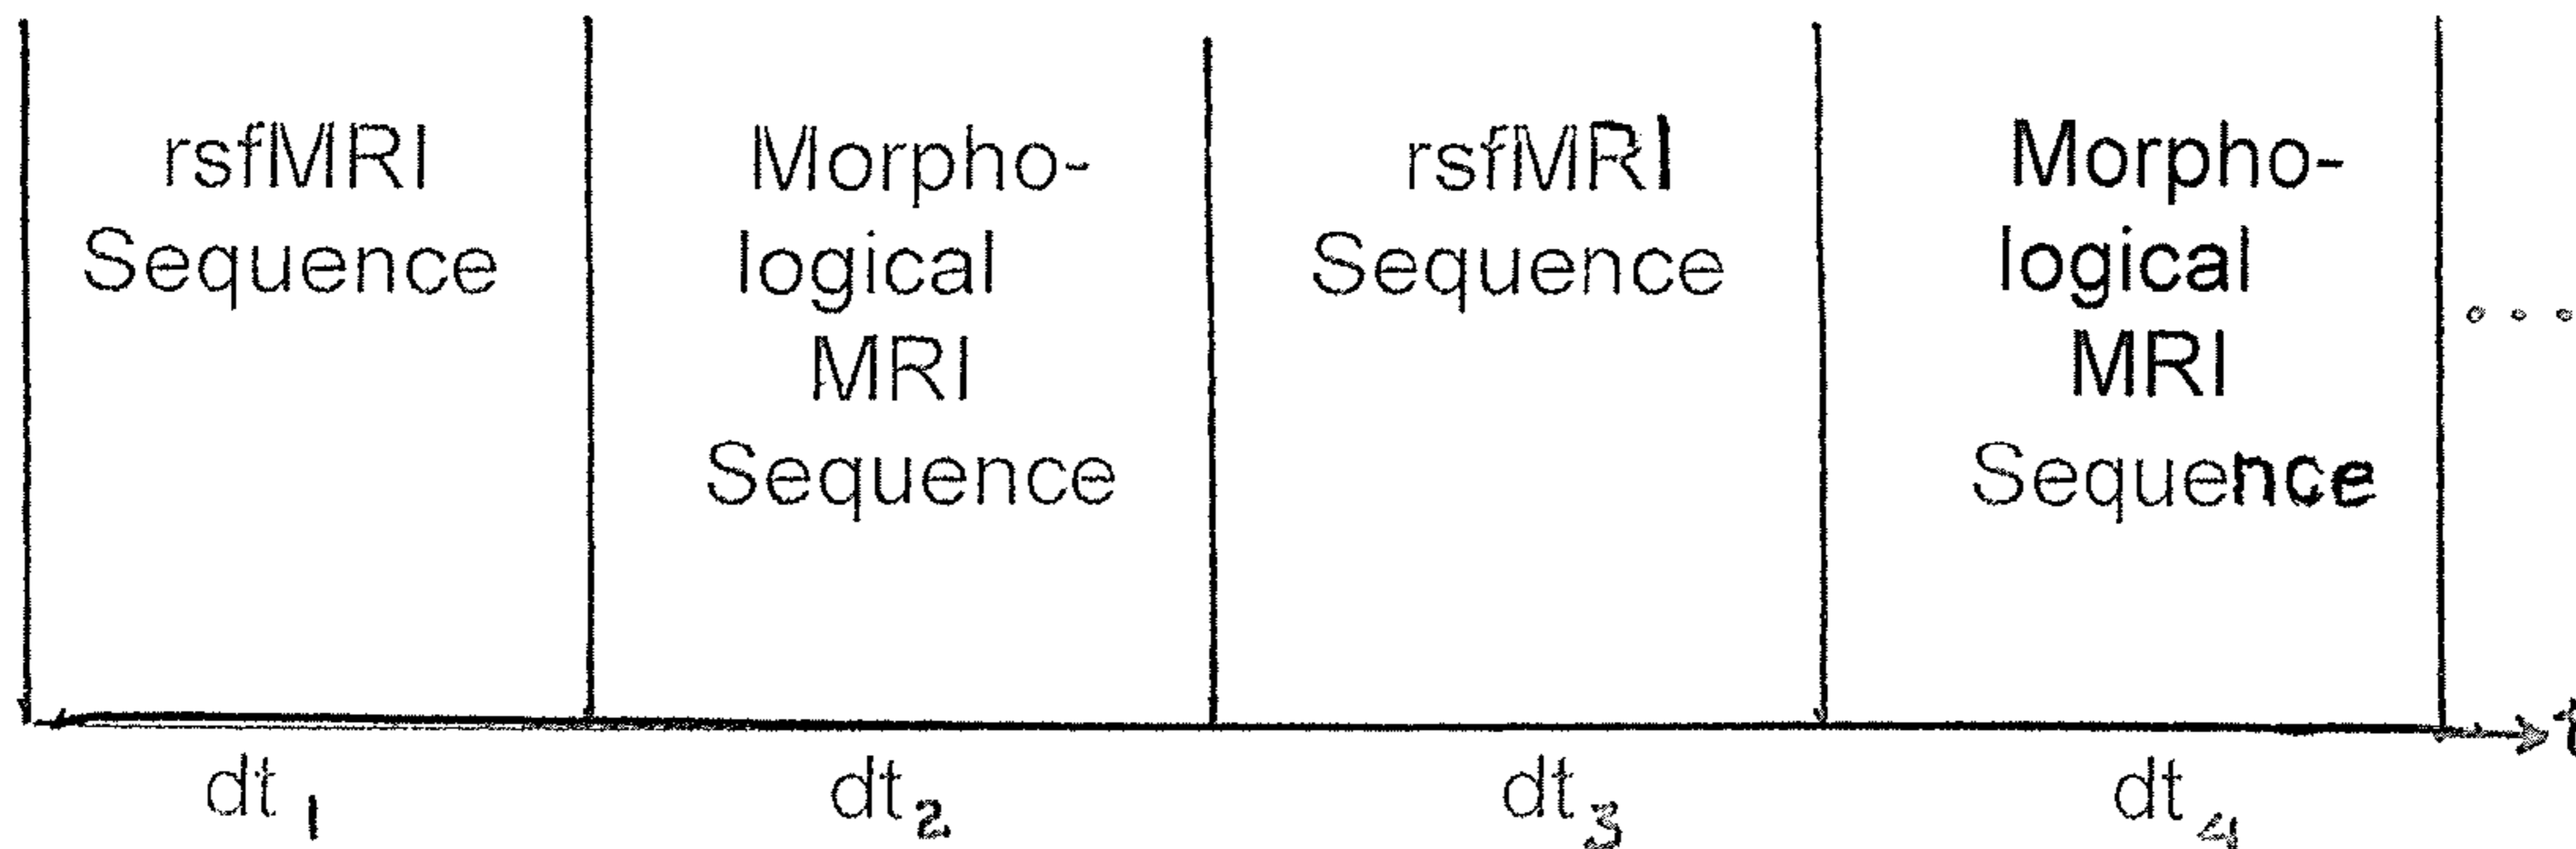 rsfMRI
Sequence
Morpho-
logical
MRI
Sequence
rsfMRI
Sequence
Morpho-
logical
MRI
Sequence
...
t
dt1
dt2
dt3
dt4